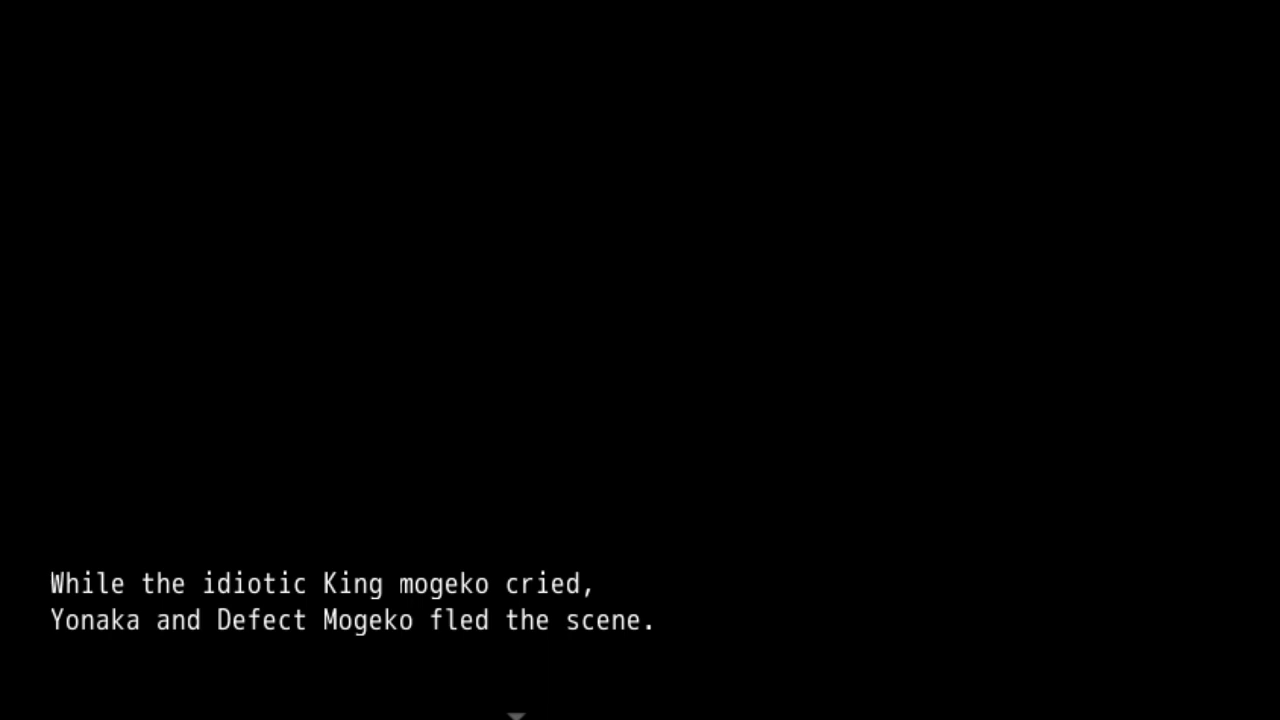 While the idiotic King mogeko cried,
Yonaka and Defect Mogeko fled the scene.